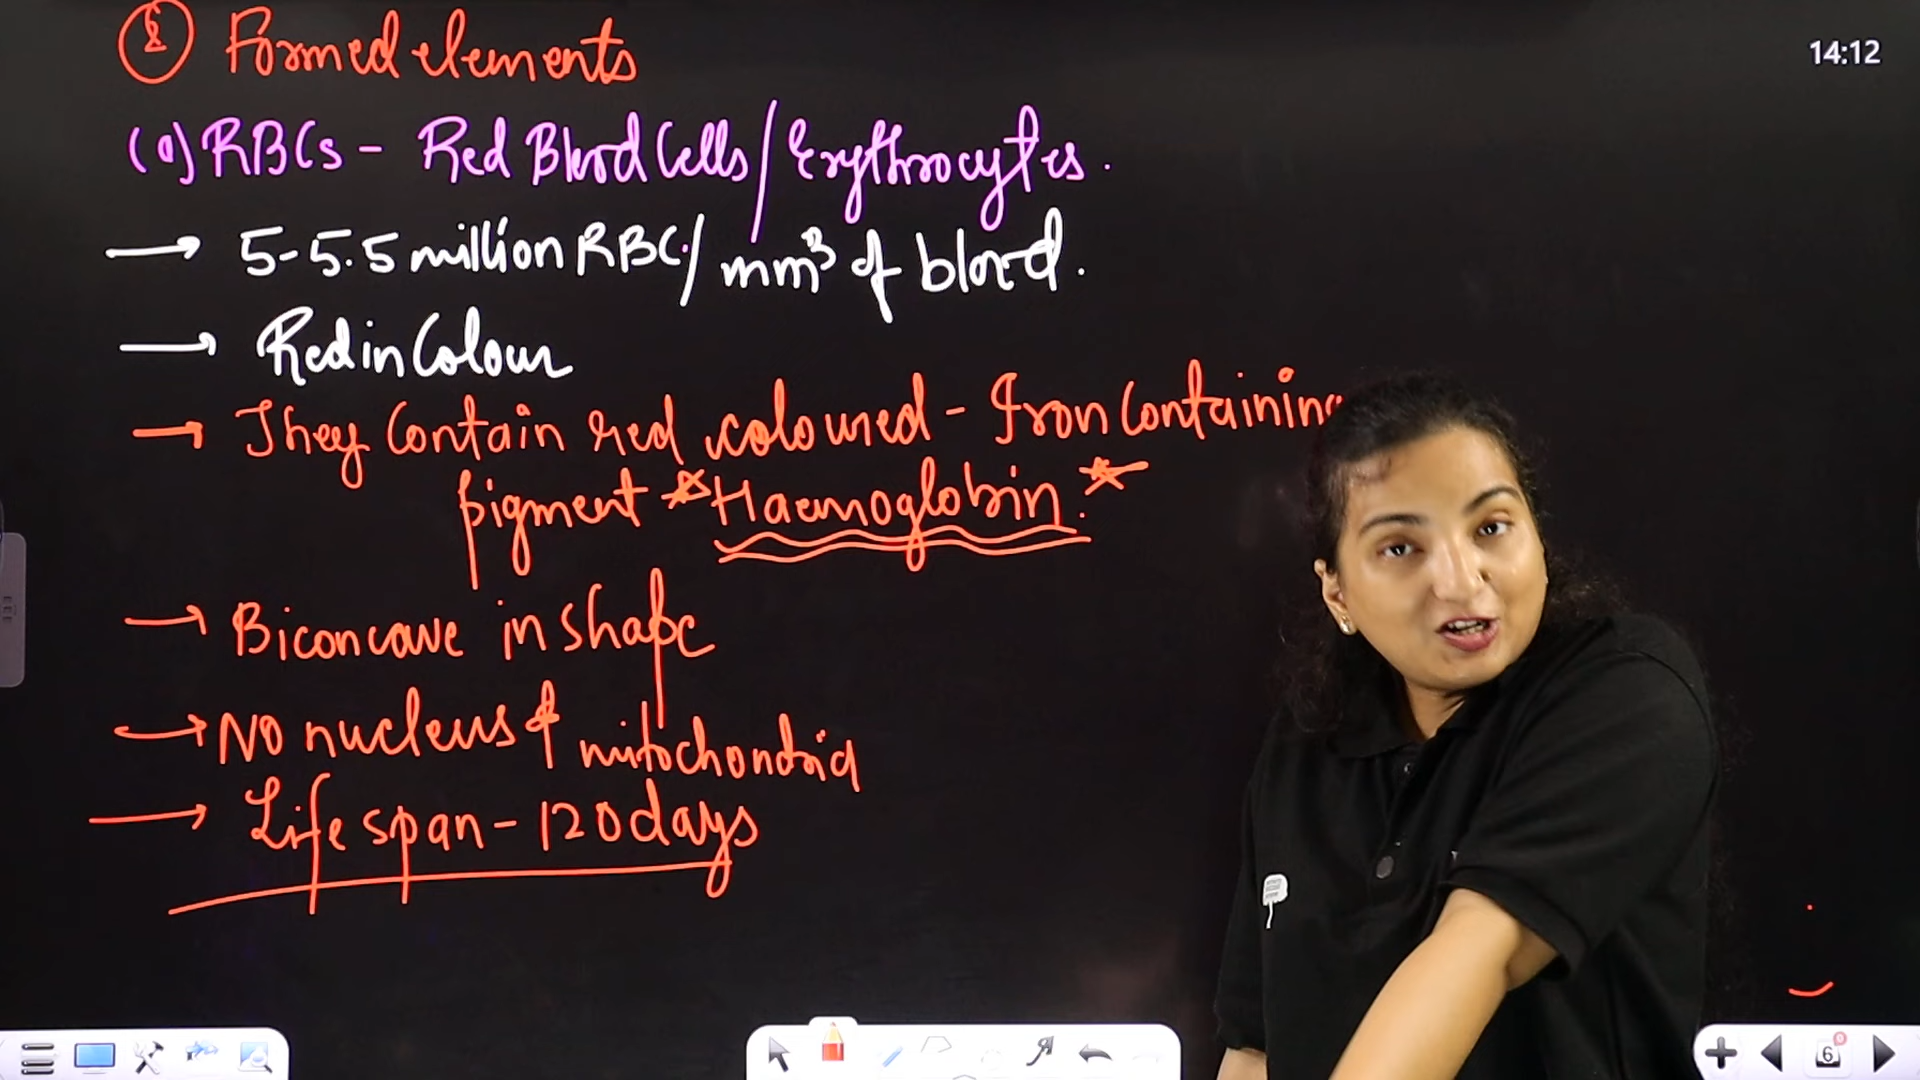 ② Formed elements
14:12
(a) RBCs - Red Blood Cells / Erythrocytes.
→ 5-5.5 million RBC / mm³ of blood.
→ Red in Colour
→ They Contain red coloured - Iron Containing
pigment *Haemoglobin.*
→ Biconcave in shape
→ No nucleus & mitochondria
→ Life span - 120 days
6